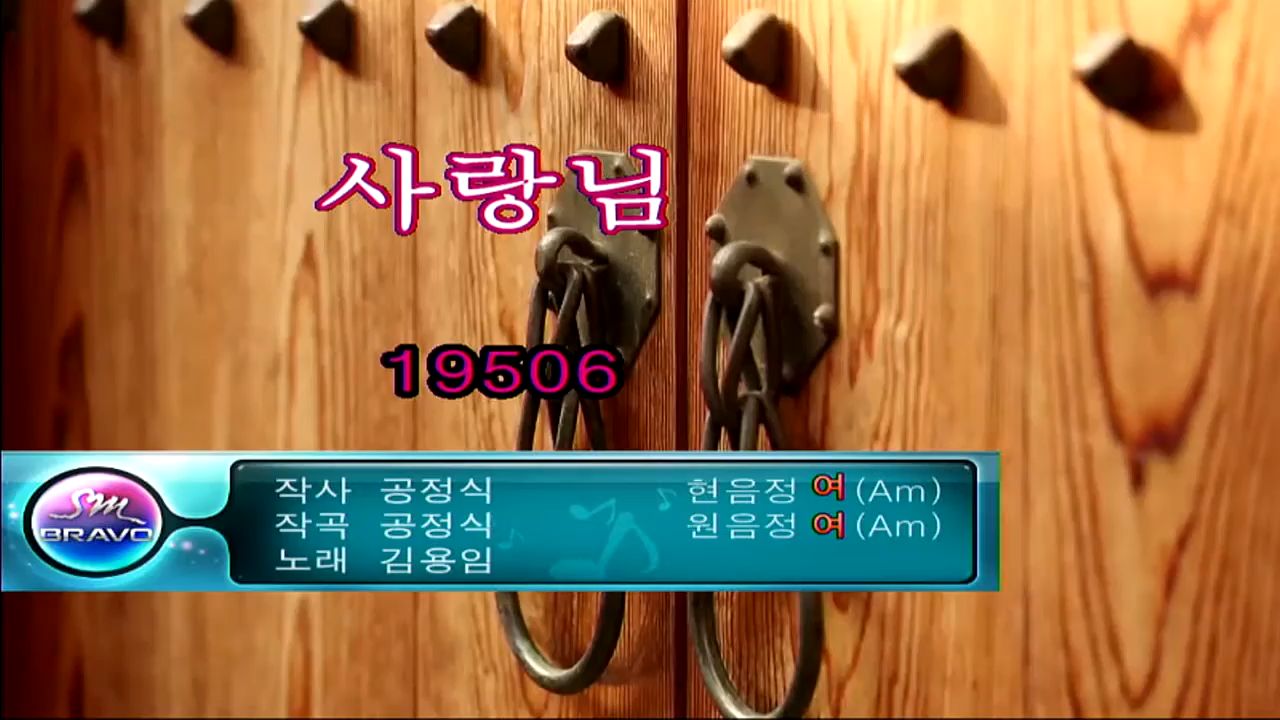 사랑님
19506
작사 공정식 현음정 여 (Am)
작곡 공정식 원음정 여 (Am)
노래 김용임
Sm
BRAVO